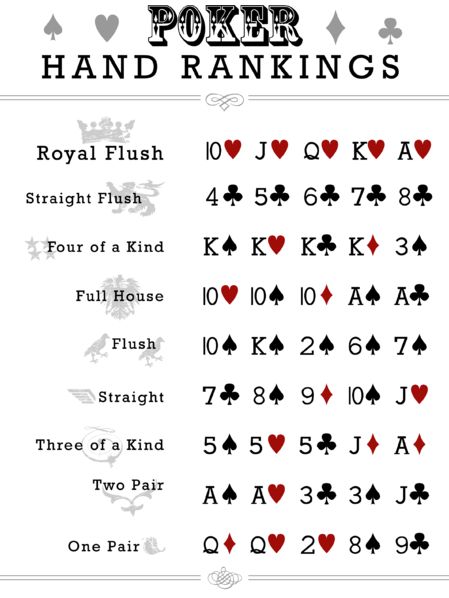 POKER
HAND RANKINGS
Royal Flush 10♥ J♥ Q♥ K♥ A♥
Straight Flush 4♣ 5♣ 6♣ 7♣ 8♣
Four of a Kind K♠ K♥ K♣ K♦ 3♠
Full House 10♥ 10♠ 10♦ A♠ A♣
Flush 10♠ K♠ 2♠ 6♠ 7♠
Straight 7♣ 8♠ 9♦ 10♠ J♥
Three of a Kind 5♠ 5♥ 5♣ J♦ A♦
Two Pair A♠ A♥ 3♣ 3♠ J♣
One Pair Q♦ Q♥ 2♥ 8♠ 9♣